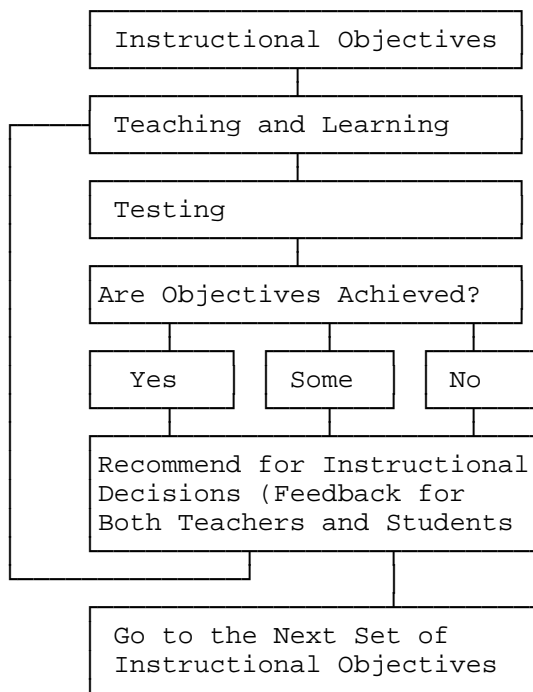 Instructional Objectives
Teaching and Learning
Testing
Are Objectives Achieved?
Yes Some No
Recommend for Instructional
Decisions (Feedback for
Both Teachers and Students
Go to the Next Set of
Instructional Objectives